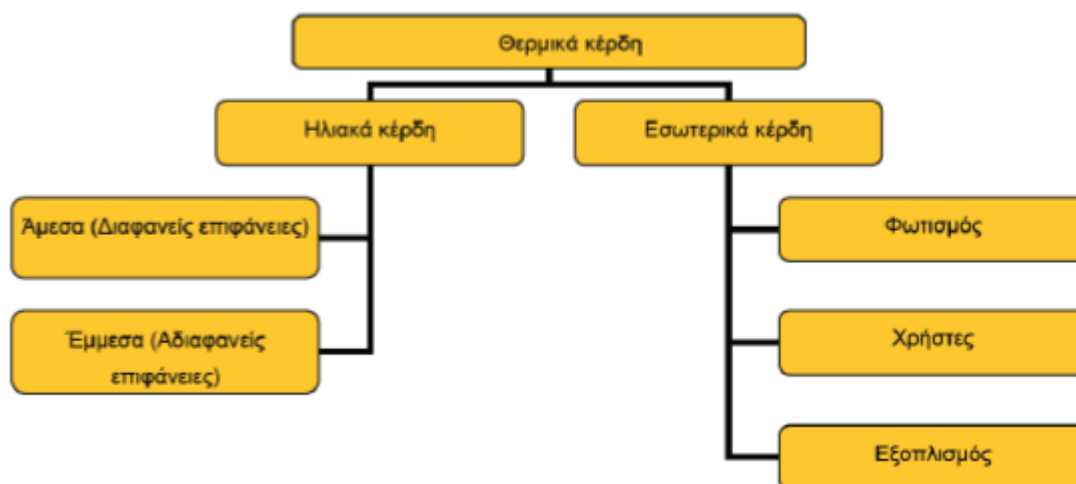 Θερμικά κέρδη
Ηλιακά κέρδη
Εσωτερικά κέρδη
Άμεσα (Διαφανείς επιφάνειες)
Έμμεσα (Αδιαφανείς
επιφάνειες)
Φωτισμός
Χρήστες
Εξοπλισμός